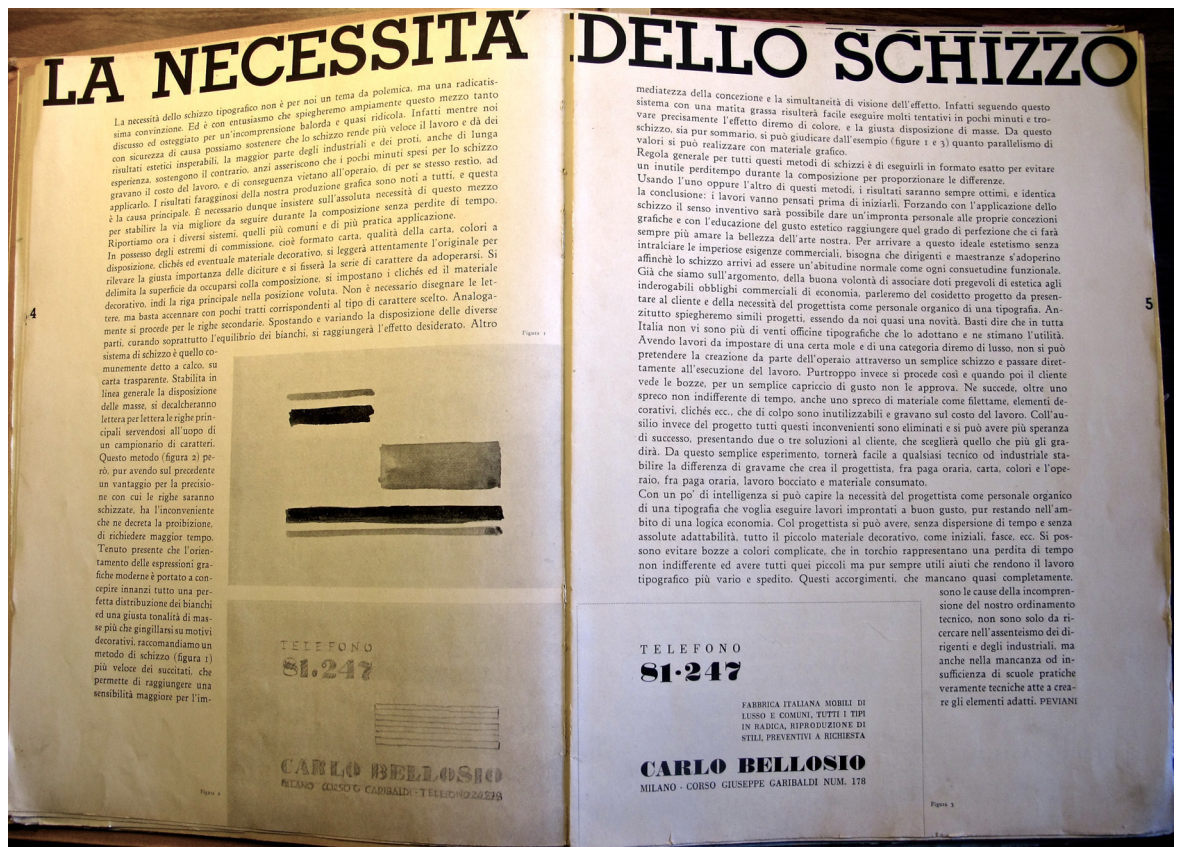 LA NECESSITÁ DELLO SCHIZZO
La necessità dello schizzo tipografico non è per noi un tema da polemica, ma una radicatis-
sima convinzione. Ed è con entusiasmo che spiegheremo ampiamente questo mezzo tanto
discusso ed osteggiato per un'incomprensione balorda e quasi ridicola. Infatti mentre noi
con sicurezza di causa possiamo sostenere che lo schizzo rende più veloce il lavoro e dà dei
risultati estetici insperabili, la maggior parte degli industriali e dei proti, anche di lunga
esperienza, sostengono il contrario, anzi asseriscono che i pochi minuti spesi per lo schizzo
gravano il costo del lavoro, e di conseguenza vietano all'operaio, di per se stesso restìo, ad
applicarlo. I risultati faragginosi della nostra produzione grafica sono noti a tutti, e questa
è la causa principale. È necessario dunque insistere sull'assoluta necessità di questo mezzo
per stabilire la via migliore da seguire durante la composizione senza perdite di tempo.
Riportiamo ora i diversi sistemi, quelli più comuni e di più pratica applicazione.
In possesso degli estremi di commissione, cioè formato carta, qualità della carta, colori a
disposizione, clichés ed eventuale materiale decorativo, si leggerà attentamente l'originale per
rilevare la giusta importanza delle diciture e si fisserà la serie di carattere da adoperarsi. Si
delimita la superficie da occuparsi colla composizione, si impostano i clichés ed il materiale
decorativo, indi la riga principale nella posizione voluta. Non è necessario disegnare le let-
tere, ma basta accennare con pochi tratti corrispondenti al tipo di carattere scelto. Analoga-
mente si procede per le righe secondarie. Spostando e variando la disposizione delle diverse
parti, curando soprattutto l'equilibrio dei bianchi, si raggiungerà l'effetto desiderato. Altro
sistema di schizzo è quello co-
munemente detto a calco, su
carta trasparente. Stabilita in
linea generale la disposizione
delle masse, si decalcheranno
lettera per lettera le righe prin-
cipali servendosi all'uopo di
un campionario di caratteri.
Questo metodo (figura 2) pe-
rò, pur avendo sul precedente
un vantaggio per la precisio-
ne con cui le righe saranno
schizzate, ha l'inconveniente
che ne decreta la proibizione,
di richiedere maggior tempo.
Tenuto presente che l'orien-
tamento delle espressioni gra-
fiche moderne è portato a con-
cepire innanzi tutto una per-
fetta distribuzione dei bianchi
ed una giusta tonalità di mas-
se più che gingillarsi su motivi
decorativi, raccomandiamo un
metodo di schizzo (figura 1)
più veloce dei succitati, che
permette di raggiungere una
sensibilità maggiore per l'im-
4
Figura 1
TELEFONO
81.247
CARLO BELLOSIO
MILANO CORSO G GARIBALDI - TELEFONO
Figura 2
mediatezza della concezione e la simultaneità di visione dell'effetto. Infatti seguendo questo
sistema con una matita grassa risulterà facile eseguire molti tentativi in pochi minuti e tro-
vare precisamente l'effetto diremo di colore, e la giusta disposizione di masse. Da questo
schizzo, sia pur sommario, si può giudicare dall'esempio (figure 1 e 3) quanto parallelismo di
valori si può realizzare con materiale grafico.
Regola generale per tutti questi metodi di schizzi è di eseguirli in formato esatto per evitare
un inutile perditempo durante la composizione per proporzionare le differenze.
Usando l'uno oppure l'altro di questi metodi, i risultati saranno sempre ottimi, e identica
la conclusione: i lavori vanno pensati prima di iniziarli. Forzando con l'applicazione dello
schizzo il senso inventivo sarà possibile dare un'impronta personale alle proprie concezioni
grafiche e con l'educazione del gusto estetico raggiungere quel grado di perfezione che ci farà
sempre più amare la bellezza dell'arte nostra. Per arrivare a questo ideale estetismo senza
intralciare le imperiose esigenze commerciali, bisogna che dirigenti e maestranze s'adoperino
affinchè lo schizzo arrivi ad essere un'abitudine normale come ogni consuetudine funzionale.
Già che siamo sull'argomento, della buona volontà di associare doti pregevoli di estetica agli
inderogabili obblighi commerciali di economia, parleremo del cosidetto progetto da presen-
tare al cliente e della necessità del progettista come personale organico di una tipografia. An-
zitutto spiegheremo simili progetti, essendo da noi quasi una novità. Basti dire che in tutta
Italia non vi sono più di venti officine tipografiche che lo adottano e ne stimano l'utilità.
Avendo lavori da impostare di una certa mole e di una categoria diremo di lusso, non si può
pretendere la creazione da parte dell'operaio attraverso un semplice schizzo e passare diret-
tamente all'esecuzione del lavoro. Purtroppo invece si procede così e quando poi il cliente
vede le bozze, per un semplice capriccio di gusto non le approva. Ne succede, oltre uno
spreco non indifferente di tempo, anche uno spreco di materiale come filettame, elementi de-
corativi, clichés ecc., che di colpo sono inutilizzabili e gravano sul costo del lavoro. Coll'au-
silio invece del progetto tutti questi inconvenienti sono eliminati e si può avere più speranza
di successo, presentando due o tre soluzioni al cliente, che sceglierà quello che più gli gra-
dirà. Da questo semplice esperimento, tornerà facile a qualsiasi tecnico od industriale sta-
bilire la differenza di gravame che crea il progettista, fra paga oraria, carta, colori e l'ope-
raio, fra paga oraria, lavoro bocciato e materiale consumato.
Con un po' di intelligenza si può capire la necessità del progettista come personale organico
di una tipografia che voglia eseguire lavori improntati a buon gusto, pur restando nell'am-
bito di una logica economia. Col progettista si può avere, senza dispersione di tempo e senza
assolute adattabilità, tutto il piccolo materiale decorativo, come iniziali, fasce, ecc. Si pos-
sono evitare bozze a colori complicate, che in torchio rappresentano una perdita di tempo
non indifferente ed avere tutti quei piccoli ma pur sempre utili aiuti che rendono il lavoro
tipografico più vario e spedito. Questi accorgimenti, che mancano quasi completamente,
sono le cause della incompren-
sione del nostro ordinamento
tecnico, non sono solo da ri-
cercare nell'assenteismo dei di-
rigenti e degli industriali, ma
anche nella mancanza od in-
sufficienza di scuole pratiche
veramente tecniche atte a crea-
re gli elementi adatti. PEVIANI
5
TELEFONO
81·247
FABBRICA ITALIANA MOBILI DI
LUSSO E COMUNI, TUTTI I TIPI
IN RADICA, RIPRODUZIONE DI
STILI, PREVENTIVI A RICHIESTA
CARLO BELLOSIO
MILANO - CORSO GIUSEPPE GARIBALDI NUM. 178
Figura 3